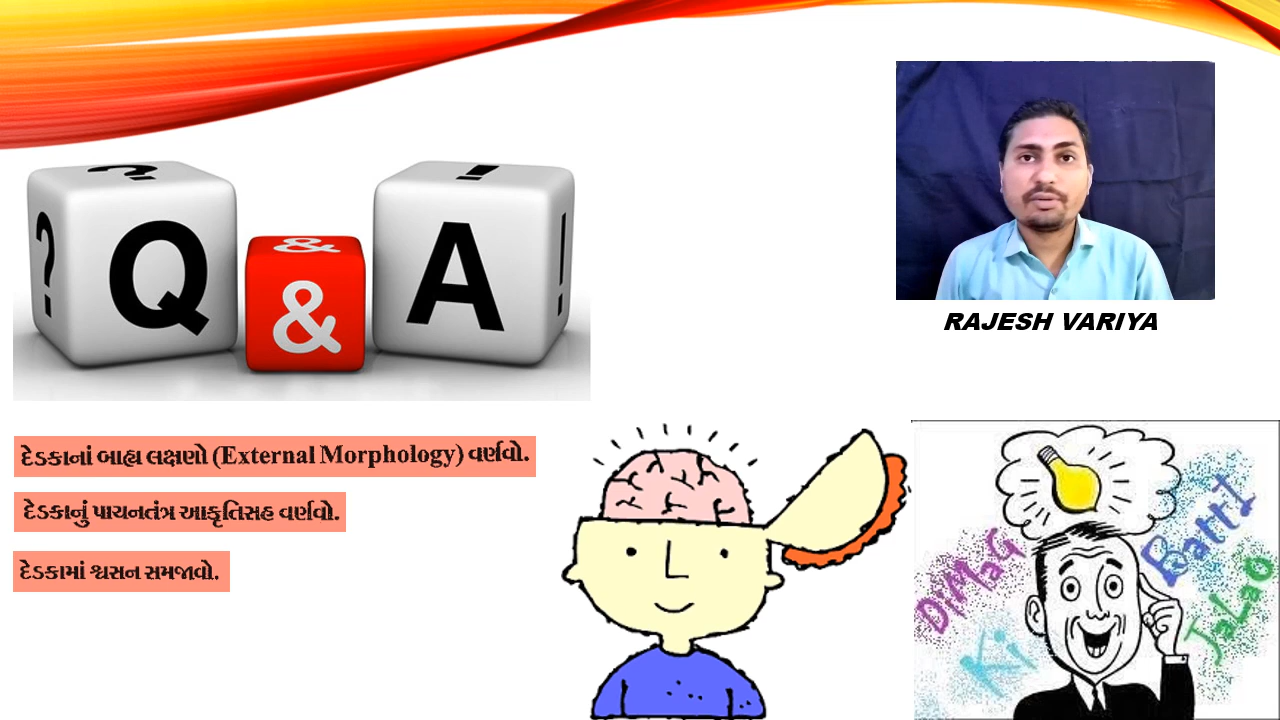 ? Q ?
& &
! A !
RAJESH VARIYA
દેડકાનાં બાહ્ય લક્ષણો (External Morphology) વર્ણવો.
દેડકાનું પાચનતંત્ર આકૃતિસહ વર્ણવો.
દેડકામાં શ્વસન સમજાવો.
DiMaG
Ki
BattI
JaLaO